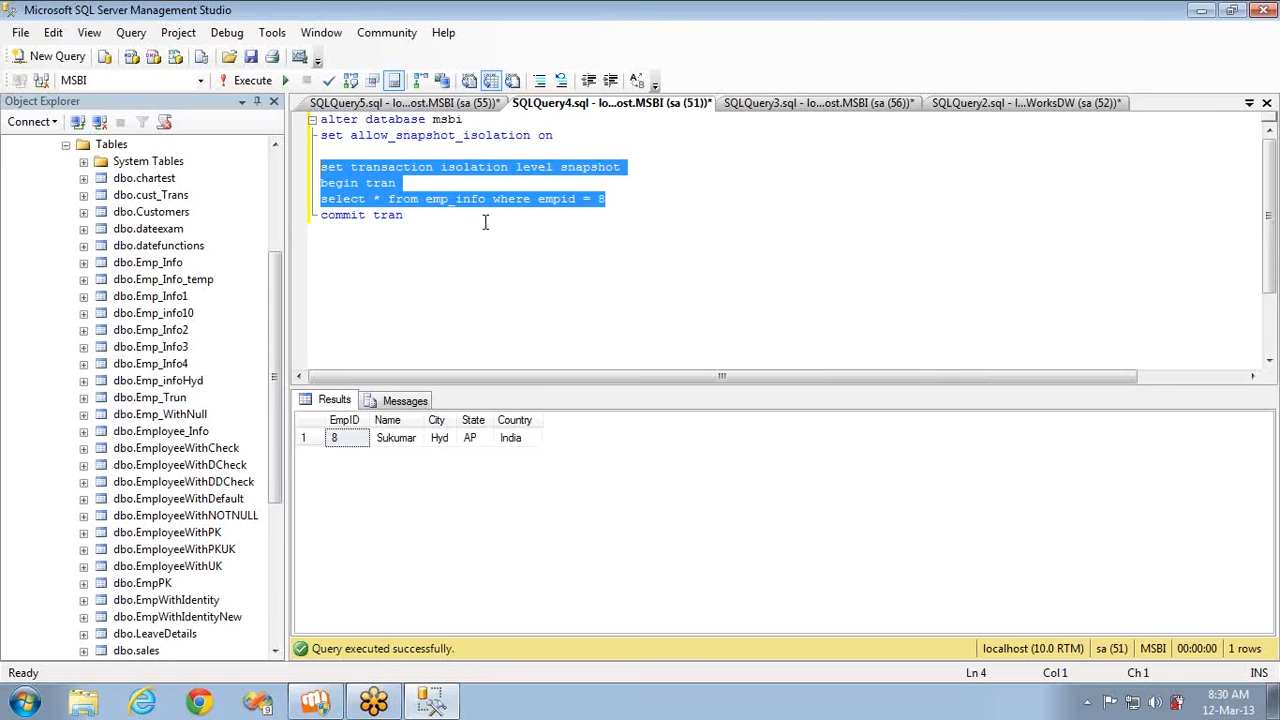 Microsoft SQL Server Management Studio
File Edit View Query Project Debug Tools Window Community Help
New Query
MSBI Execute
Object Explorer
SQLQuery5.sql - lo...ost.MSBI (sa (55))* SQLQuery4.sql - lo...ost.MSBI (sa (51))* SQLQuery3.sql - lo...ost.MSBI (sa (56))* SQLQuery2.sql - l...WorksDW (sa (52))*
Connect
Tables
System Tables
dbo.chartest
dbo.cust_Trans
dbo.Customers
dbo.dateexam
dbo.datefunctions
dbo.Emp_Info
dbo.Emp_Info_temp
dbo.Emp_Info1
dbo.Emp_info10
dbo.Emp_Info2
dbo.Emp_Info3
dbo.Emp_Info4
dbo.Emp_infoHyd
dbo.Emp_Trun
dbo.Emp_WithNull
dbo.Employee_Info
dbo.EmployeeWithCheck
dbo.EmployeeWithDCheck
dbo.EmployeeWithDDCheck
dbo.EmployeeWithDefault
dbo.EmployeeWithNOTNULL
dbo.EmployeeWithPK
dbo.EmployeeWithPKUK
dbo.EmployeeWithUK
dbo.EmpPK
dbo.EmpWithIdentity
dbo.EmpWithIdentityNew
dbo.LeaveDetails
dbo.sales
alter database msbi
set allow_snapshot_isolation on
set transaction isolation level snapshot
begin tran
select * from emp_info where empid = 8
commit tran
Results Messages
EmpID Name City State Country
1 8 Sukumar Hyd AP India
Query executed successfully. localhost (10.0 RTM) sa (51) MSBI 00:00:00 1 rows
Ready Ln 4 Col 1 Ch 1 INS
8:30 AM
12-Mar-13